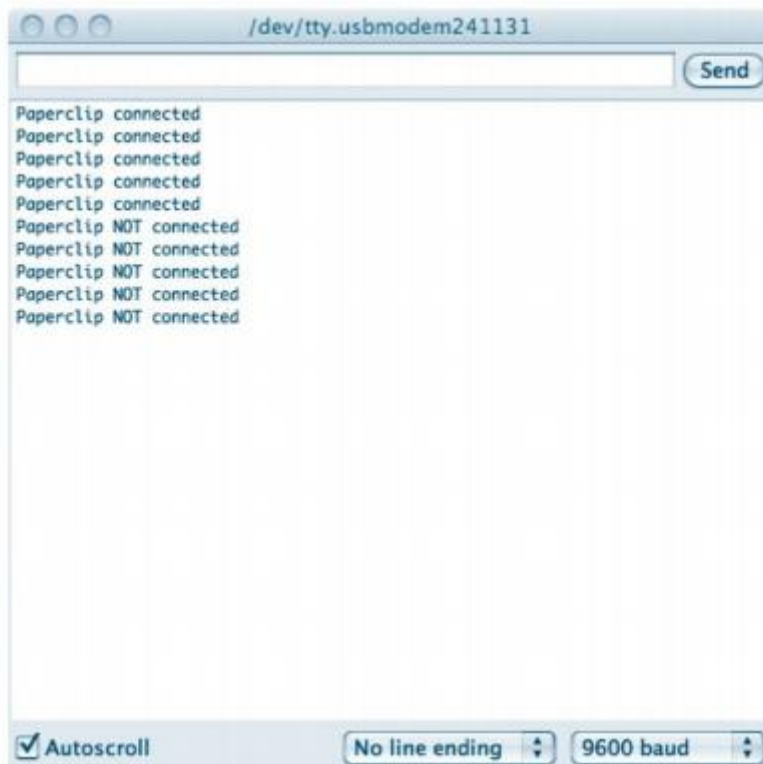 /dev/tty.usbmodem241131
Send
Paperclip connected
Paperclip connected
Paperclip connected
Paperclip connected
Paperclip connected
Paperclip NOT connected
Paperclip NOT connected
Paperclip NOT connected
Paperclip NOT connected
Paperclip NOT connected
Autoscroll No line ending 9600 baud